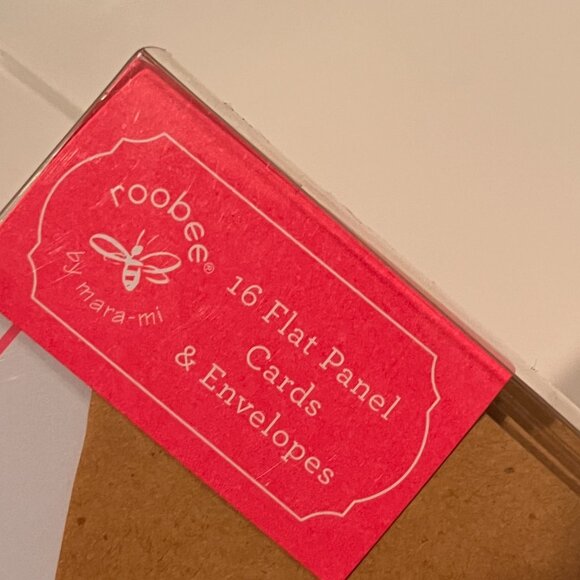 roobee®
by mara-mi
16 Flat Panel
Cards
& Envelopes